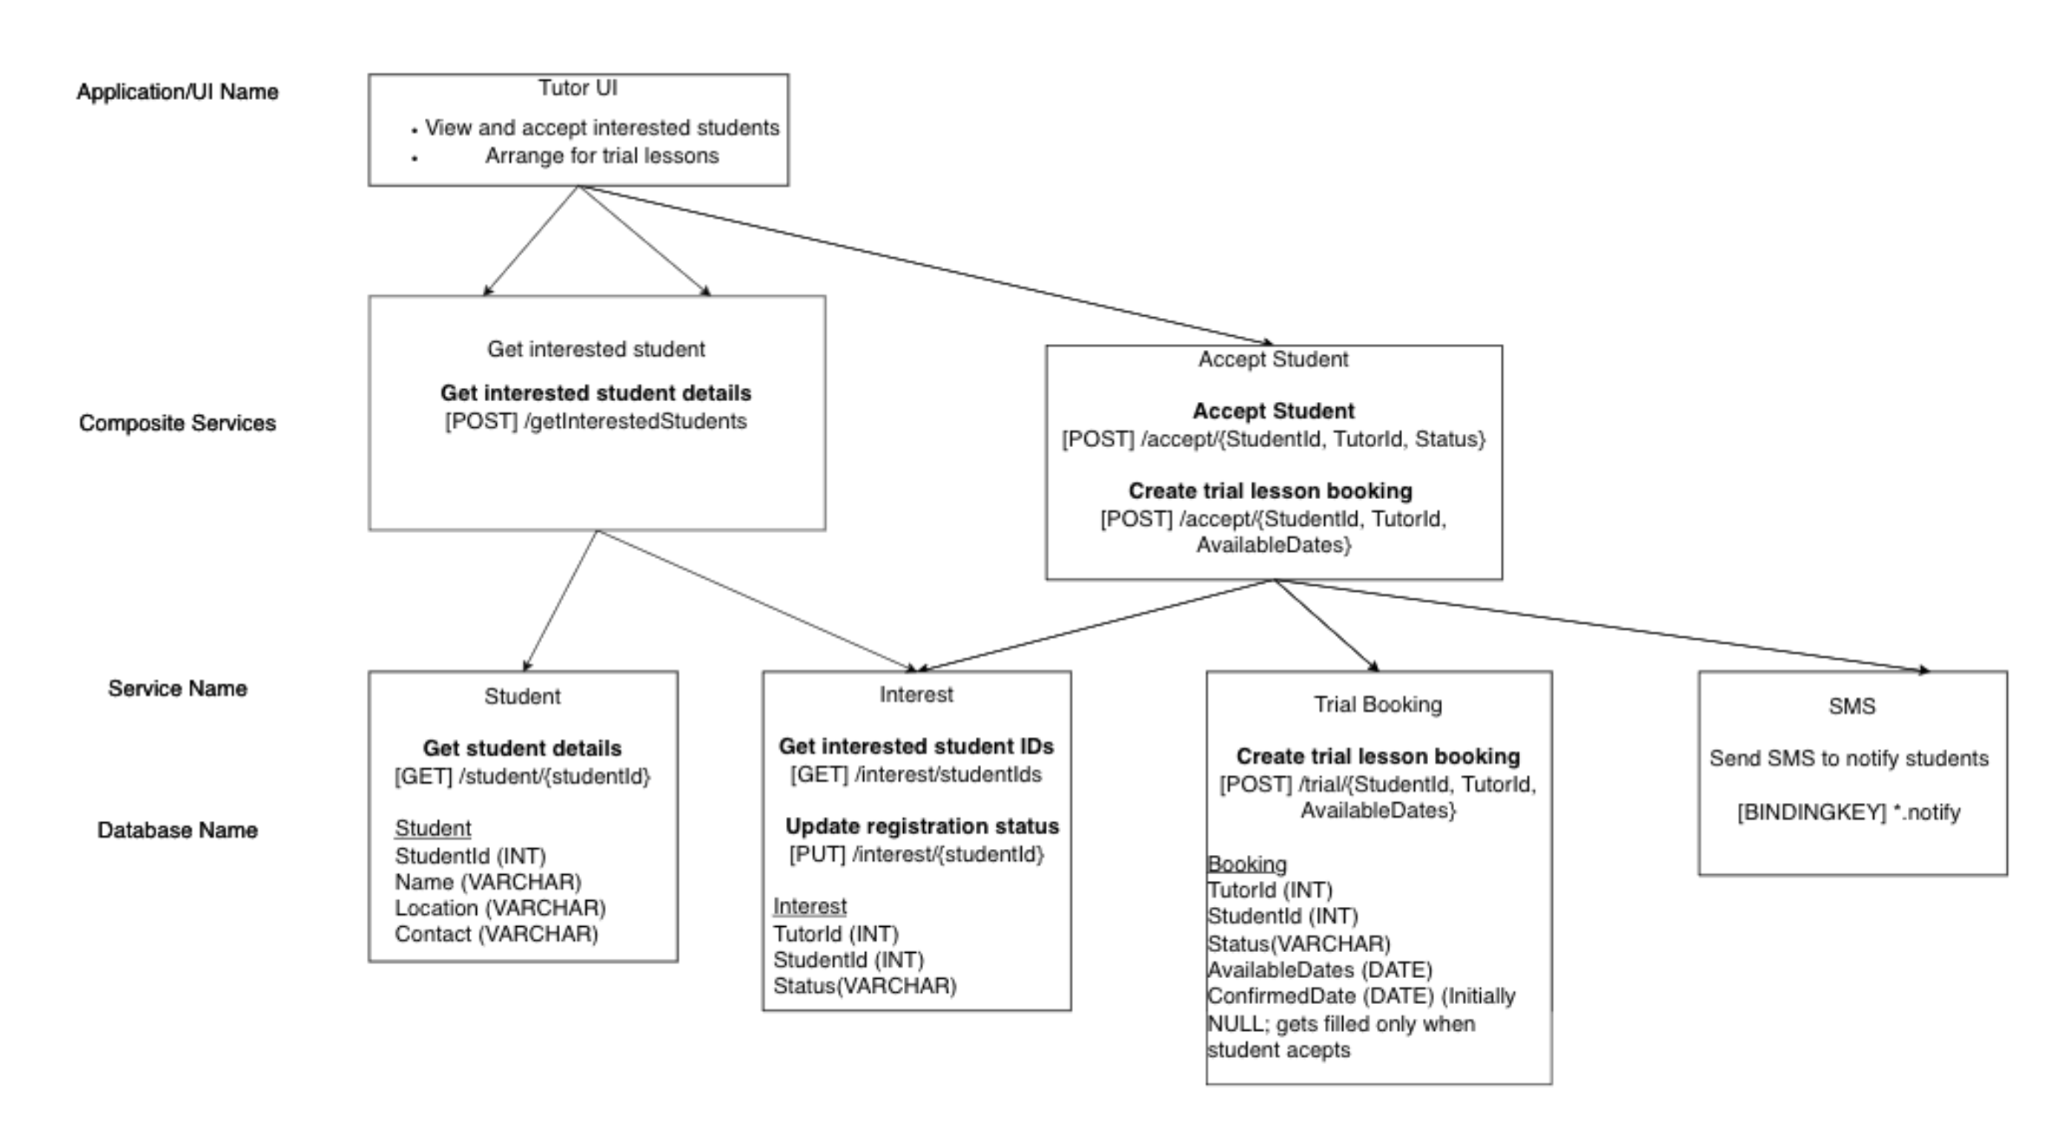 Application/UI Name
Tutor UI
• View and accept interested students
• Arrange for trial lessons
Composite Services
Get interested student
Get interested student details
[POST] /getInterestedStudents
Accept Student
Accept Student
[POST] /accept/{StudentId, TutorId, Status}
Create trial lesson booking
[POST] /accept/{StudentId, TutorId,
AvailableDates}
Service Name
Database Name
Student
Get student details
[GET] /student/{studentId}
Student
StudentId (INT)
Name (VARCHAR)
Location (VARCHAR)
Contact (VARCHAR)
Interest
Get interested student IDs
[GET] /interest/studentIds
Update registration status
[PUT] /interest/{studentId}
Interest
TutorId (INT)
StudentId (INT)
Status(VARCHAR)
Trial Booking
Create trial lesson booking
[POST] /trial/{StudentId, TutorId,
AvailableDates}
Booking
TutorId (INT)
StudentId (INT)
Status(VARCHAR)
AvailableDates (DATE)
ConfirmedDate (DATE) (Initially
NULL; gets filled only when
student acepts
SMS
Send SMS to notify students
[BINDINGKEY] *.notify